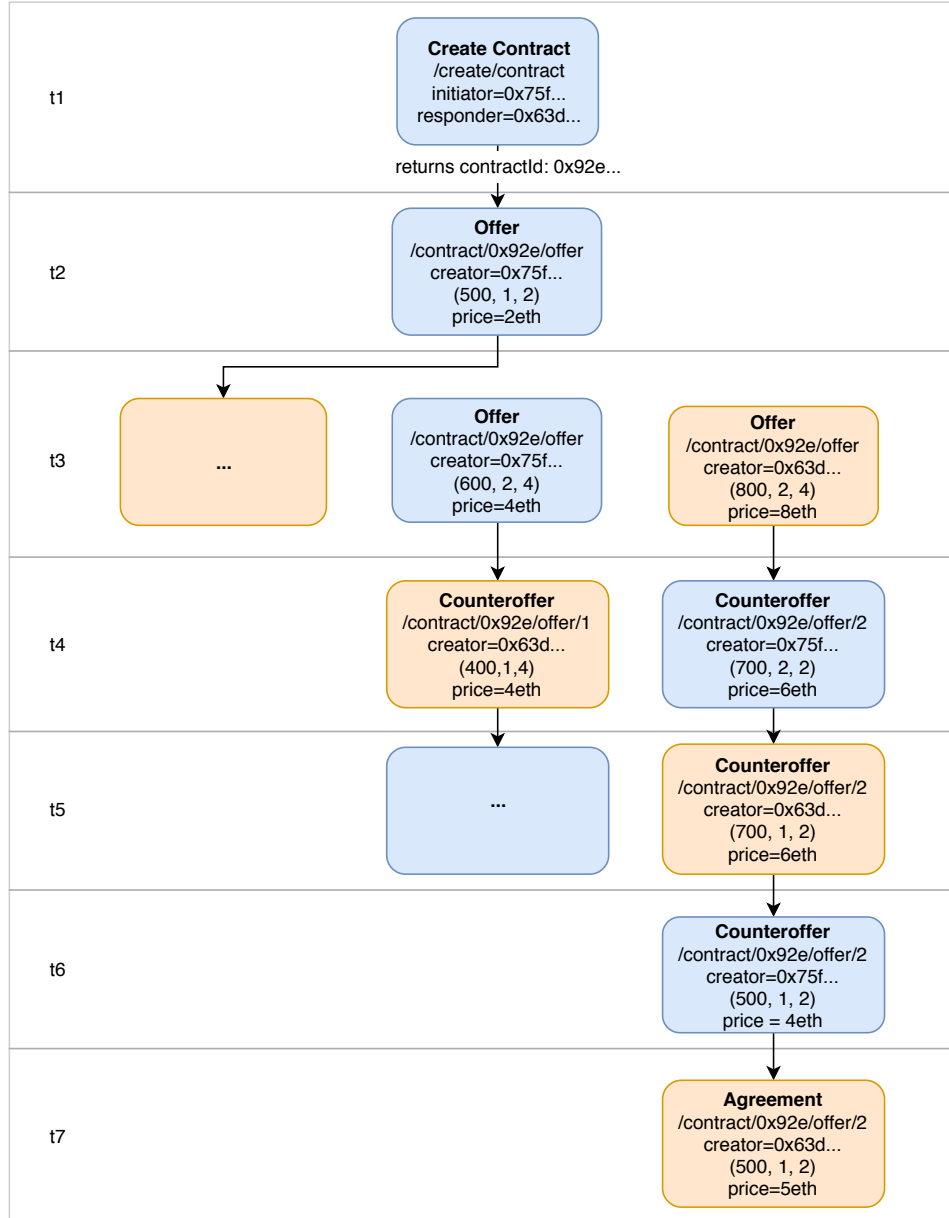 t1
Create Contract
/create/contract
initiator=0x75f...
responder=0x63d...
returns contractId: 0x92e...
t2
Offer
/contract/0x92e/offer
creator=0x75f...
(500, 1, 2)
price=2eth
t3
...
Offer
/contract/0x92e/offer
creator=0x75f...
(600, 2, 4)
price=4eth
Offer
/contract/0x92e/offer
creator=0x63d...
(800, 2, 4)
price=8eth
t4
Counteroffer
/contract/0x92e/offer/1
creator=0x63d...
(400,1,4)
price=4eth
Counteroffer
/contract/0x92e/offer/2
creator=0x75f...
(700, 2, 2)
price=6eth
t5
...
Counteroffer
/contract/0x92e/offer/2
creator=0x63d...
(700, 1, 2)
price=6eth
t6
Counteroffer
/contract/0x92e/offer/2
creator=0x75f...
(500, 1, 2)
price = 4eth
t7
Agreement
/contract/0x92e/offer/2
creator=0x63d...
(500, 1, 2)
price=5eth